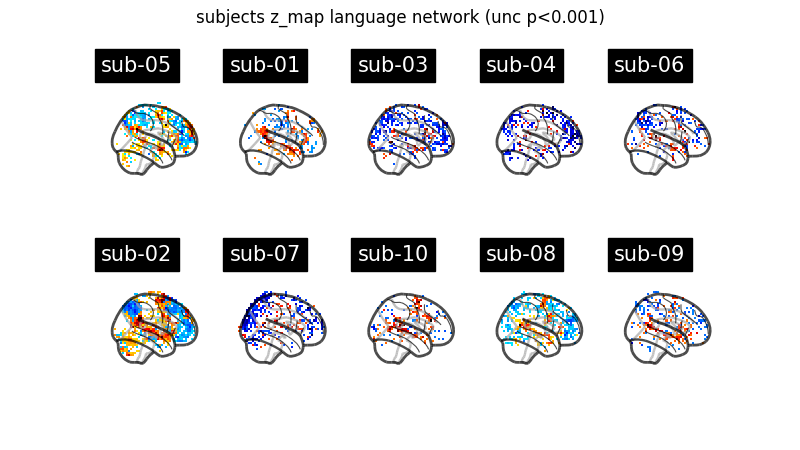 subjects z_map language network (unc p<0.001)
sub-05 sub-01 sub-03 sub-04 sub-06
sub-02 sub-07 sub-10 sub-08 sub-09